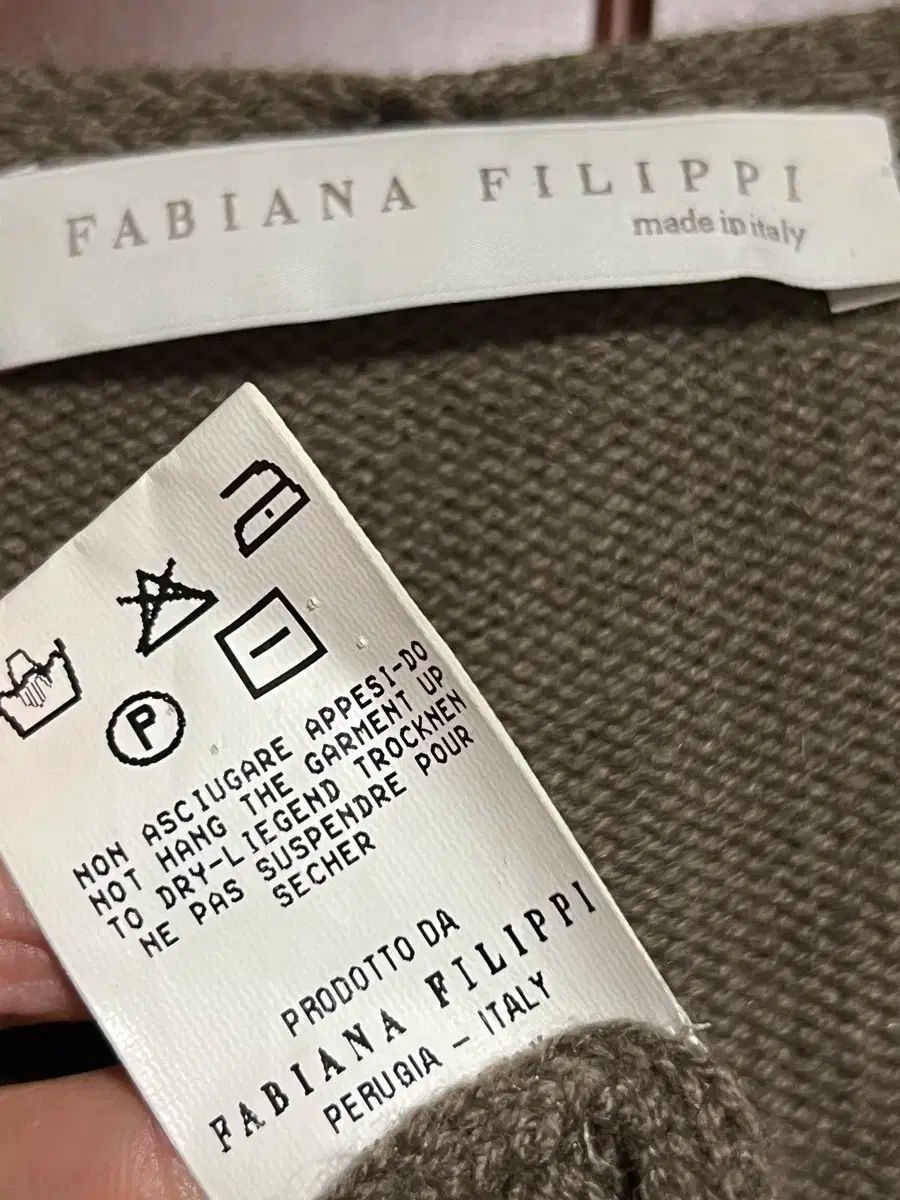 FABIANA FILIPPI
made in italy
P
NON ASCIUGARE APPESI-DO
NOT HANG THE GARMENT UP
TO DRY-LIEGEND TROCKNEN
NE PAS SUSPENDRE POUR
SECHER
PRODOTTO DA
FABIANA FILIPPI
PERUGIA - ITALY